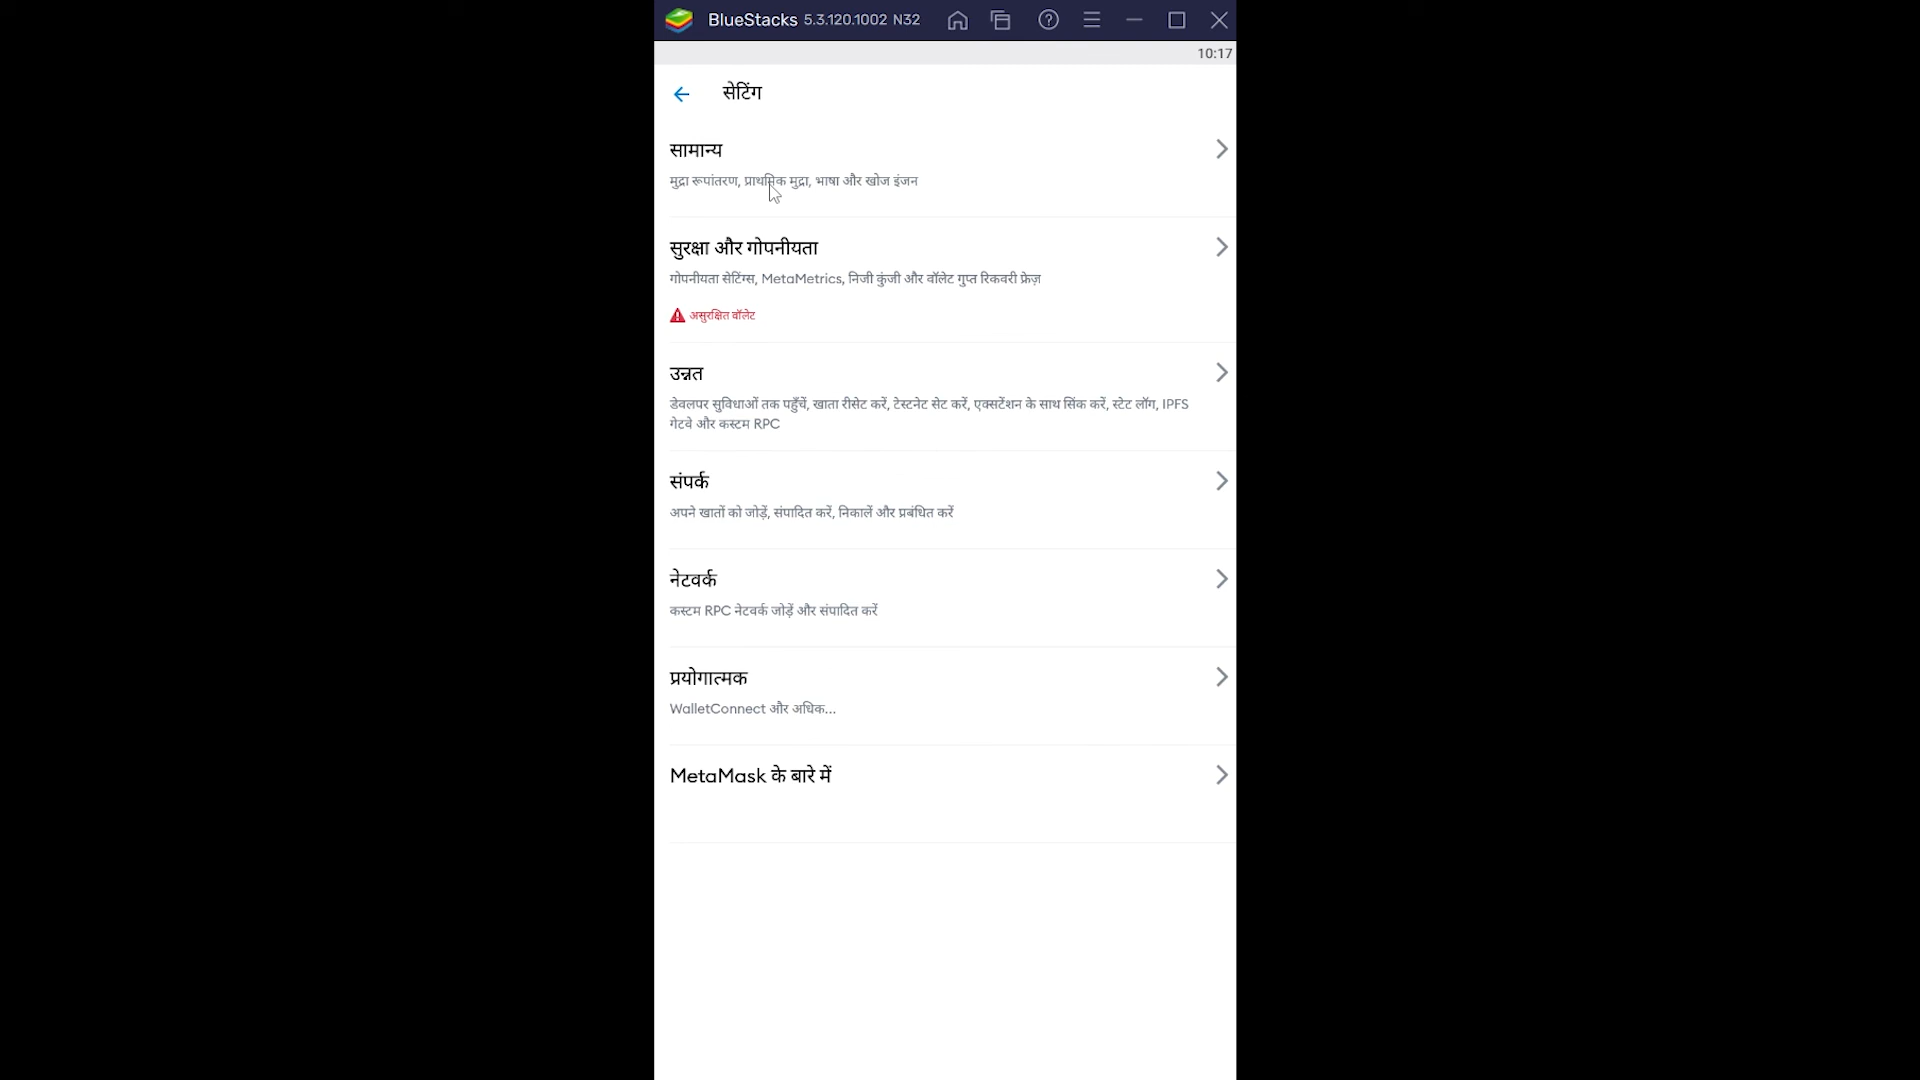 BlueStacks 5.3.120.1002 N32
10:17
सेटिंग
सामान्य
मुद्रा रूपांतरण, प्राथमिक मुद्रा, भाषा और खोज इंजन
सुरक्षा और गोपनीयता
गोपनीयता सेटिंग्स, MetaMetrics, निजी कुंजी और वॉलेट गुप्त रिकवरी फ्रेज़
असुरक्षित वॉलेट
उन्नत
डेवलपर सुविधाओं तक पहुँचें, खाता रीसेट करें, टेस्टनेट सेट करें, एक्सटेंशन के साथ सिंक करें, स्टेट लॉग, IPFS
गेटवे और कस्टम RPC
संपर्क
अपने खातों को जोड़ें, संपादित करें, निकालें और प्रबंधित करें
नेटवर्क
कस्टम RPC नेटवर्क जोड़ें और संपादित करें
प्रयोगात्मक
WalletConnect और अधिक...
MetaMask के बारे में